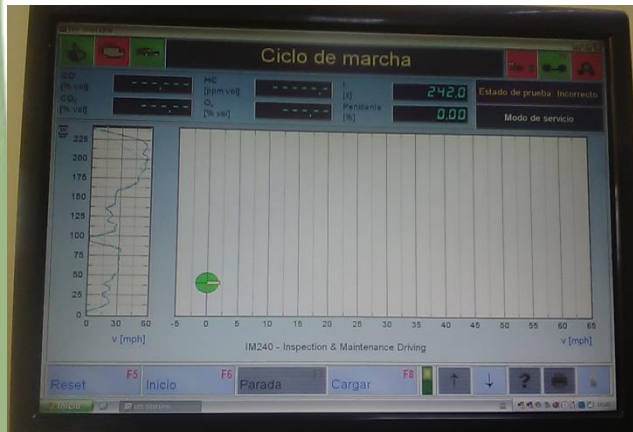 Ciclo de marcha
CO
[% vol]
HC
[ppm vol]
t
[s]
242.0
Estado de prueba: Incorrecto
CO₂
[% vol]
O₂
[% vol]
Pendiente
[%]
0.00
Modo de servicio
t[s]
225
200
175
150
125
100
75
50
25
0
0 30 60
v [mph]
-5 0 5 10 15 20 25 30 35 40 45 50 55 60 65
v [mph]
IM240 - Inspection & Maintenance Driving
Reset F5
Inicio F6
Parada
Cargar F8
?
Inicio